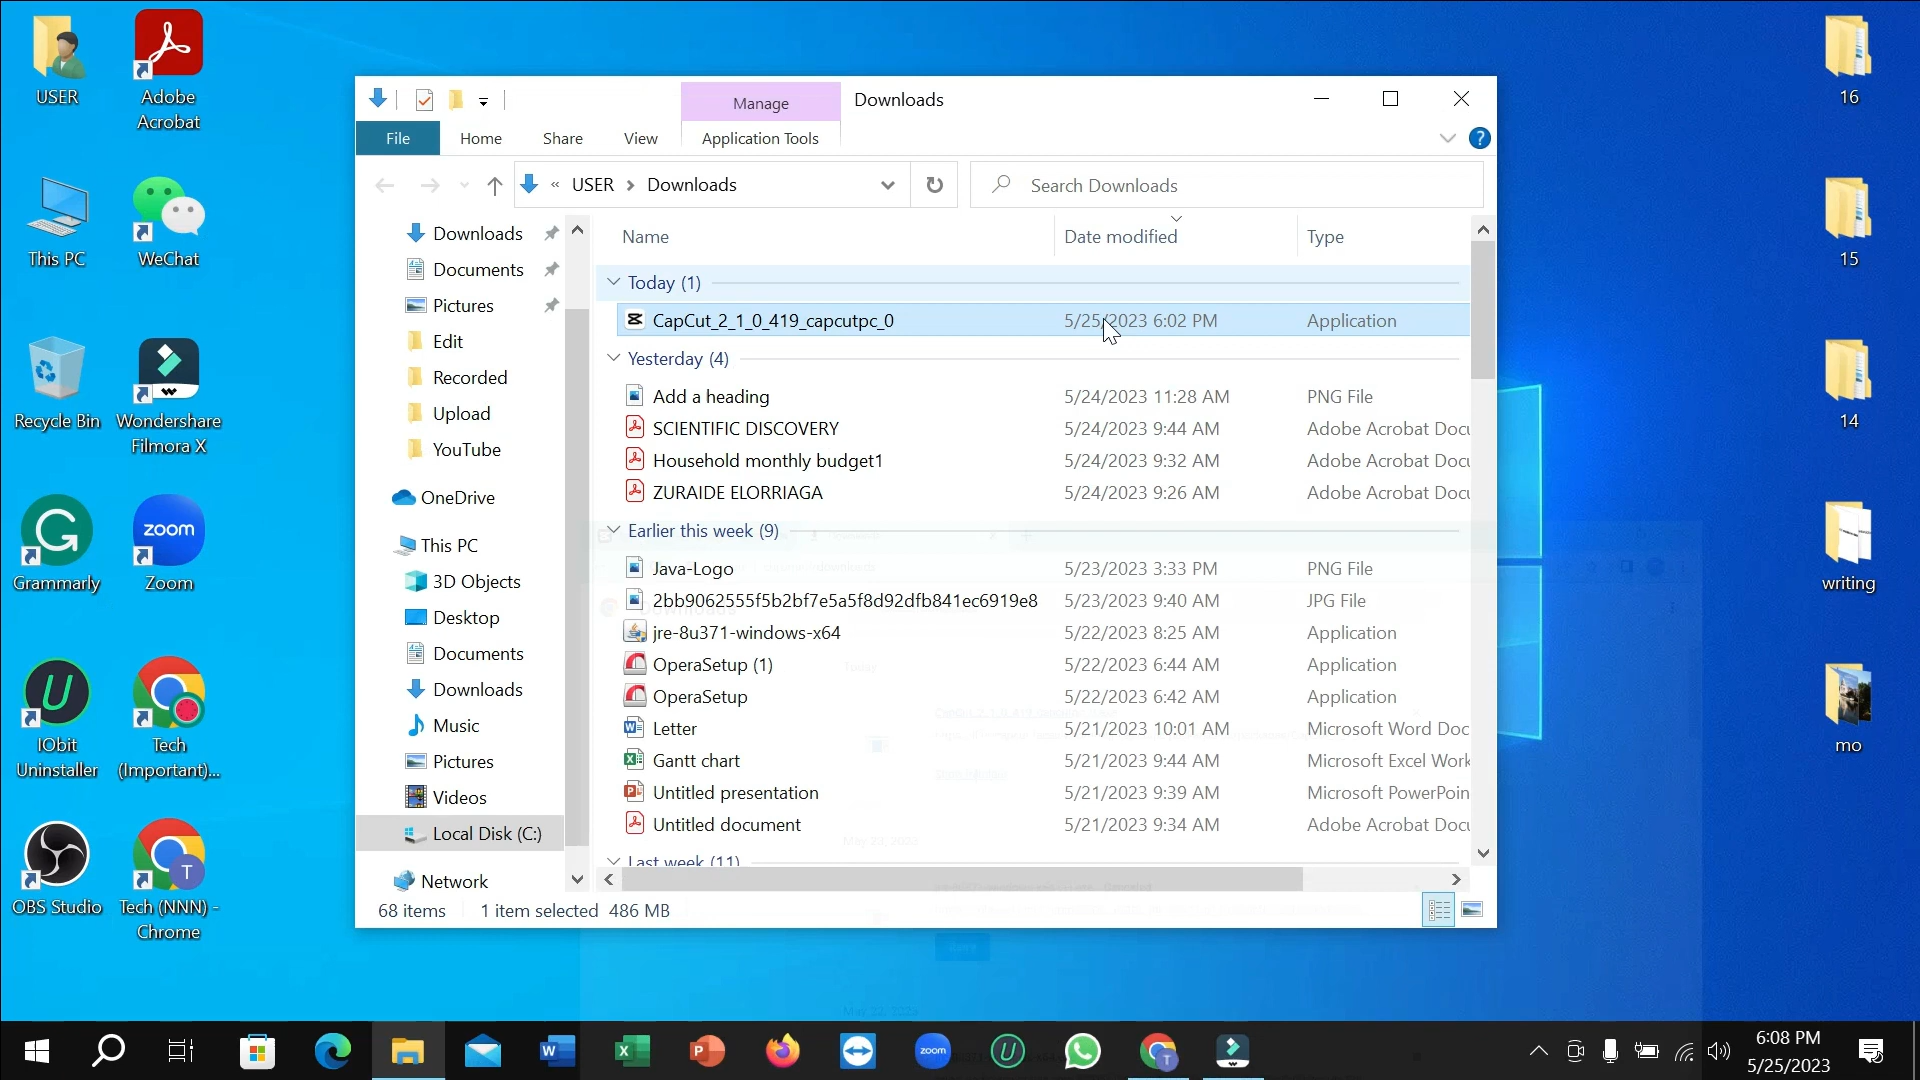 USER
Adobe
Acrobat
This PC
WeChat
Recycle Bin
Wondershare
Filmora X
Grammarly
zoom
Zoom
IObit
Uninstaller
Tech
(Important)...
OBS Studio
Tech (NNN) -
Chrome
16
15
14
writing
mo
Manage
Downloads
File
Home
Share
View
Application Tools
?
« USER > Downloads
Search Downloads
Downloads
Documents
Pictures
Edit
Recorded
Upload
YouTube
OneDrive
This PC
3D Objects
Desktop
Documents
Downloads
Music
Pictures
Videos
Local Disk (C:)
Network
Name Date modified Type
Today (1)
CapCut_2_1_0_419_capcutpc_0 5/25/2023 6:02 PM Application
Yesterday (4)
Add a heading 5/24/2023 11:28 AM PNG File
SCIENTIFIC DISCOVERY 5/24/2023 9:44 AM Adobe Acrobat Docu
Household monthly budget1 5/24/2023 9:32 AM Adobe Acrobat Docu
ZURAIDE ELORRIAGA 5/24/2023 9:26 AM Adobe Acrobat Docu
Earlier this week (9)
Java-Logo 5/23/2023 3:33 PM PNG File
2bb9062555f5b2bf7e5a5f8d92dfb841ec6919e8 5/23/2023 9:40 AM JPG File
jre-8u371-windows-x64 5/22/2023 8:25 AM Application
OperaSetup (1) 5/22/2023 6:44 AM Application
OperaSetup 5/22/2023 6:42 AM Application
Letter 5/21/2023 10:01 AM Microsoft Word Doc
Gantt chart 5/21/2023 9:44 AM Microsoft Excel Work
Untitled presentation 5/21/2023 9:39 AM Microsoft PowerPoin
Untitled document 5/21/2023 9:34 AM Adobe Acrobat Docu
Last week (11)
68 items 1 item selected 486 MB
zoom
6:08 PM
5/25/2023